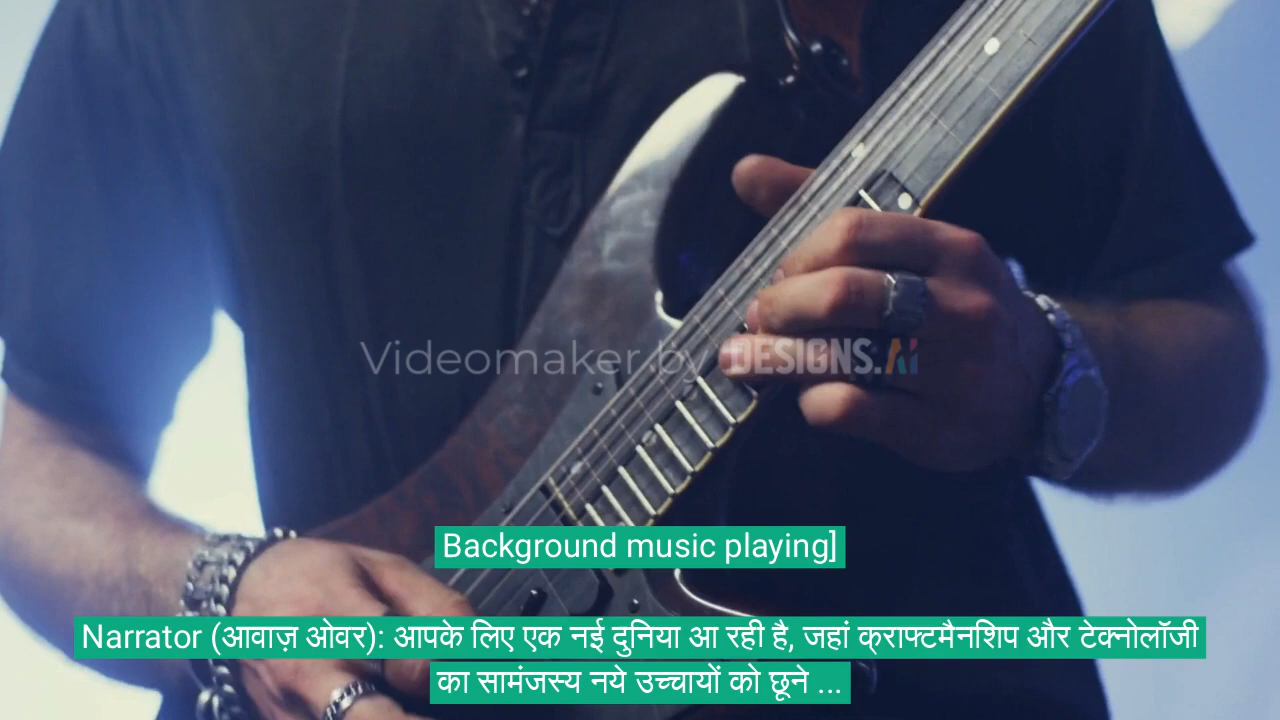 Videomaker by DESIGNS.AI
Background music playing]
Narrator (आवाज़ ओवर): आपके लिए एक नई दुनिया आ रही है, जहां क्राफ्टमैनशिप और टेक्नोलॉजी
का सामंजस्य नये उच्चायों को छूने ...